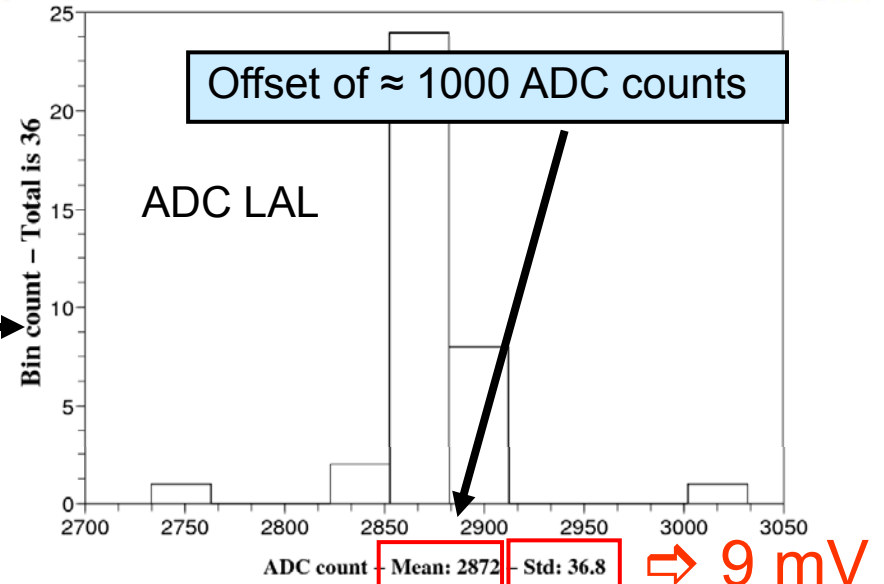 25
Offset of ≈ 1000 ADC counts
20
ADC LAL
15
10
5
0
Bin count – Total is 36
2700 2750 2800 2850 2900 2950 3000 3050
ADC count – Mean: 2872 – Std: 36.8 ⇨ 9 mV